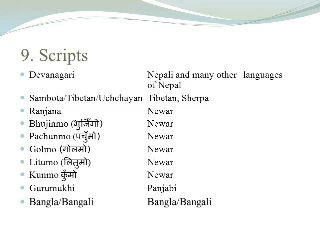 9. Scripts
Devanagari Nepali and many other languages
of Nepal
Sambota/Tibetan/Uchchayan Tibetan, Sherpa
Ranjana Newar
Bhujinmo (भुजिँमो) Newar
Pachunmo (पचुँमो) Newar
Golmo (गोलमो) Newar
Litumo (लितुमो) Newar
Kunmo कुँमो Newar
Gurumukhi Panjabi
Bangla/Bangali Bangla/Bangali